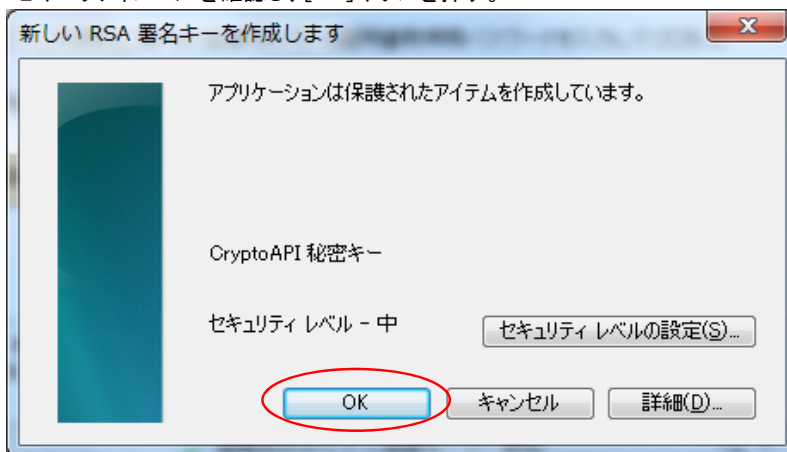 新しい RSA 署名キーを作成します
アプリケーションは保護されたアイテムを作成しています。
CryptoAPI 秘密キー
セキュリティ レベル - 中
セキュリティ レベルの設定(S)...
OK
キャンセル
詳細(D)...